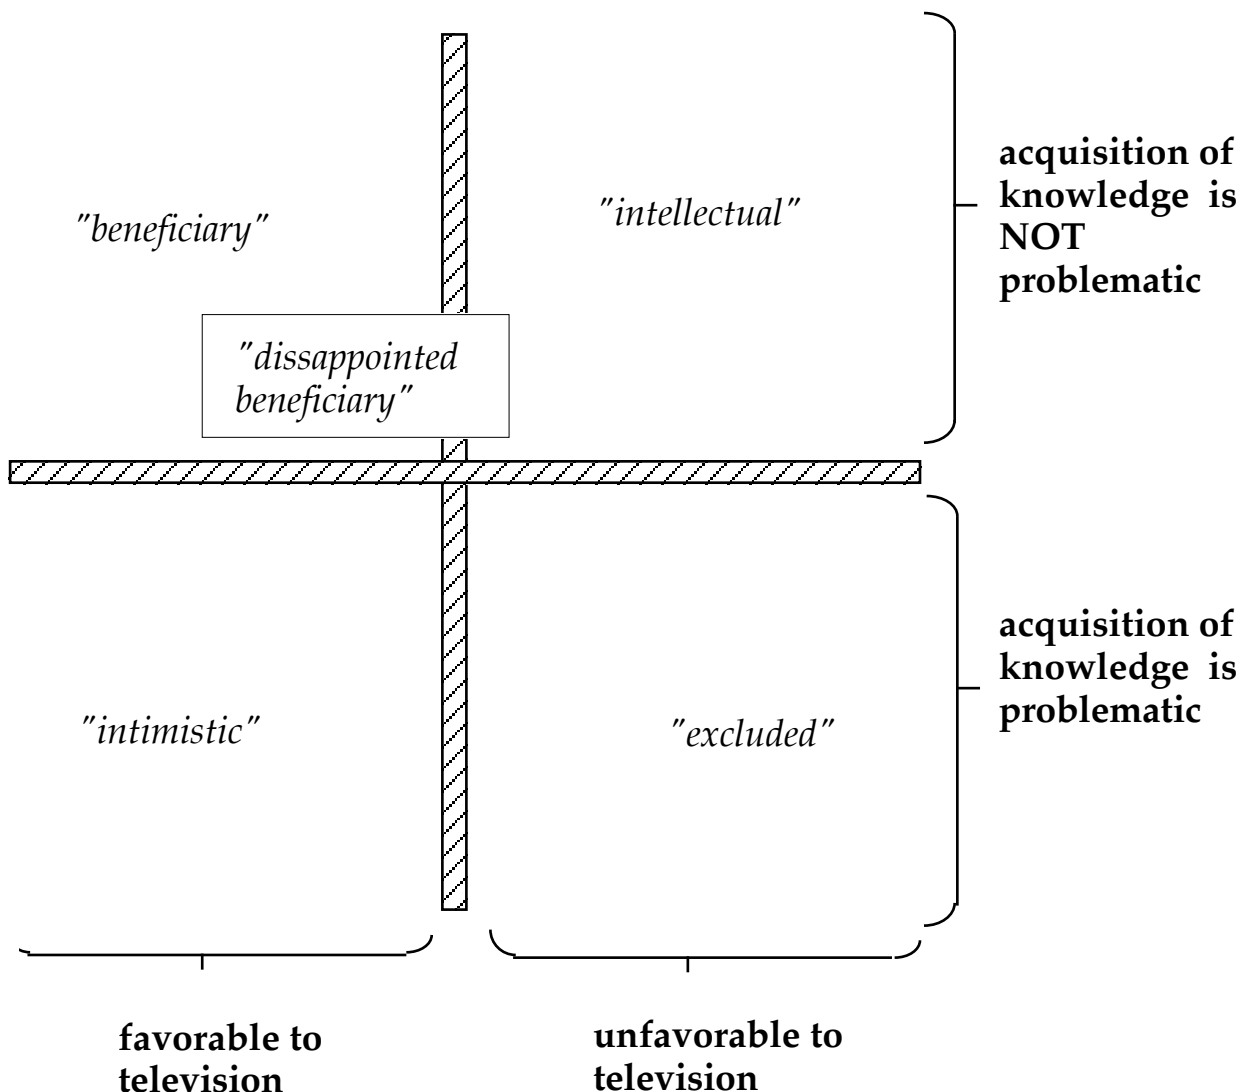 "beneficiary"
"intellectual"
acquisition of
knowledge is
NOT
problematic
"dissappointed
beneficiary"
"intimistic"
"excluded"
acquisition of
knowledge is
problematic
favorable to
television
unfavorable to
television